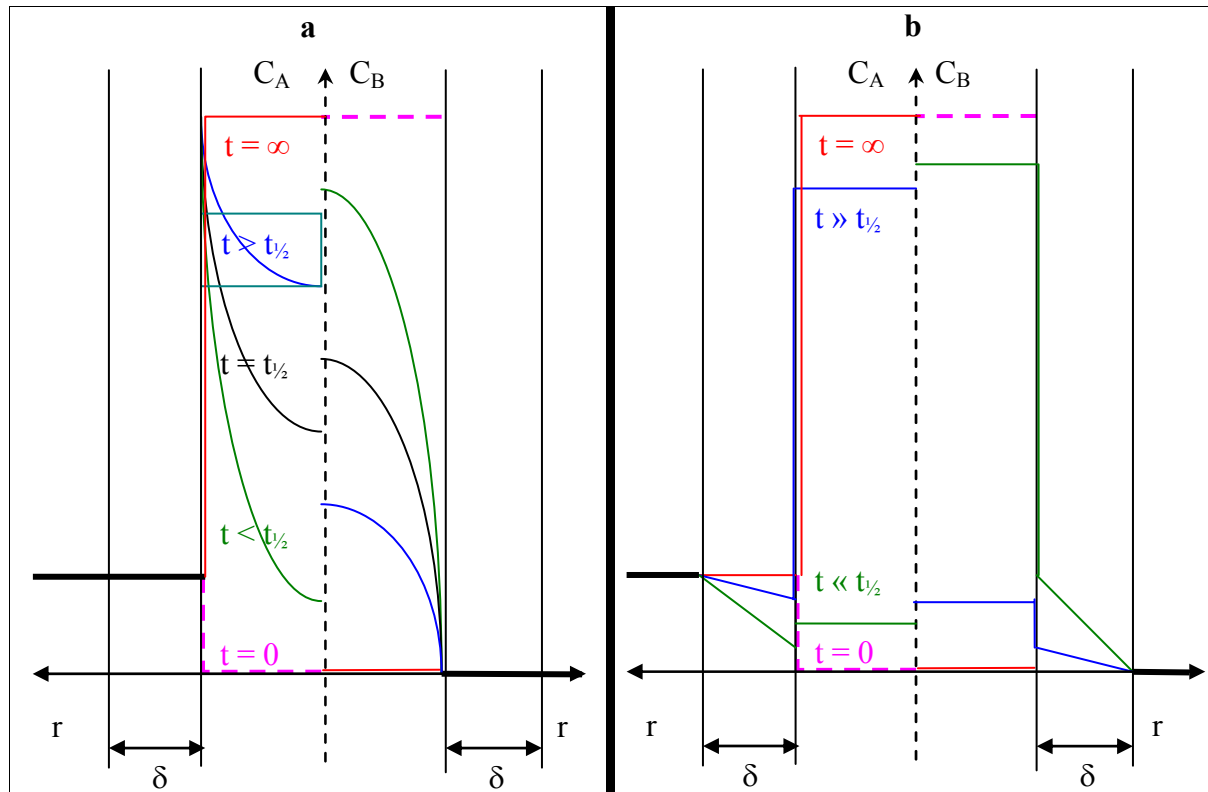 a
C_A C_B
t = ∞
t > t½
t = t½
t < t½
t = 0
r r
δ δ
b
C_A C_B
t = ∞
t » t½
t « t½
t = 0
r r
δ δ